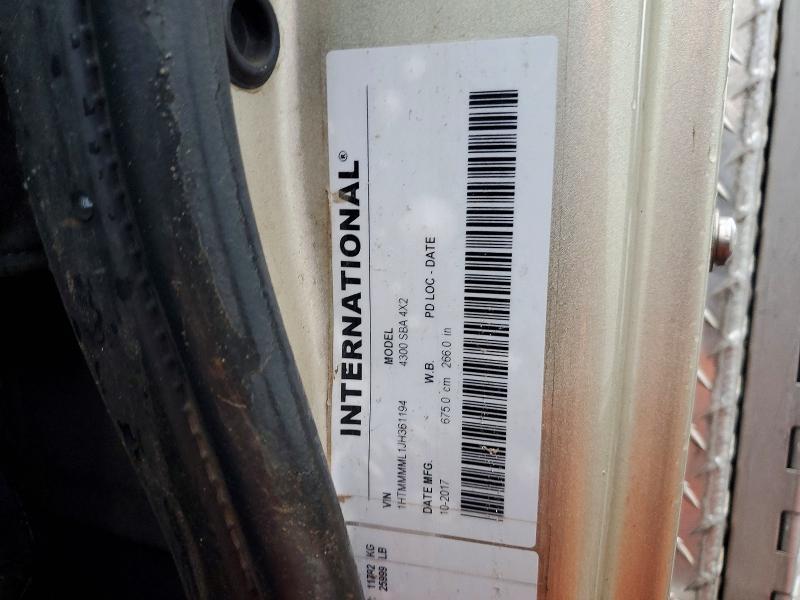 INTERNATIONAL®
VIN MODEL
1HTMMMML1JH361194 4300 SBA 4X2
DATE MFG. W.B. PD LOC - DATE
10-2017 675.0 cm 266.0 in
11792 KG
25999 LB